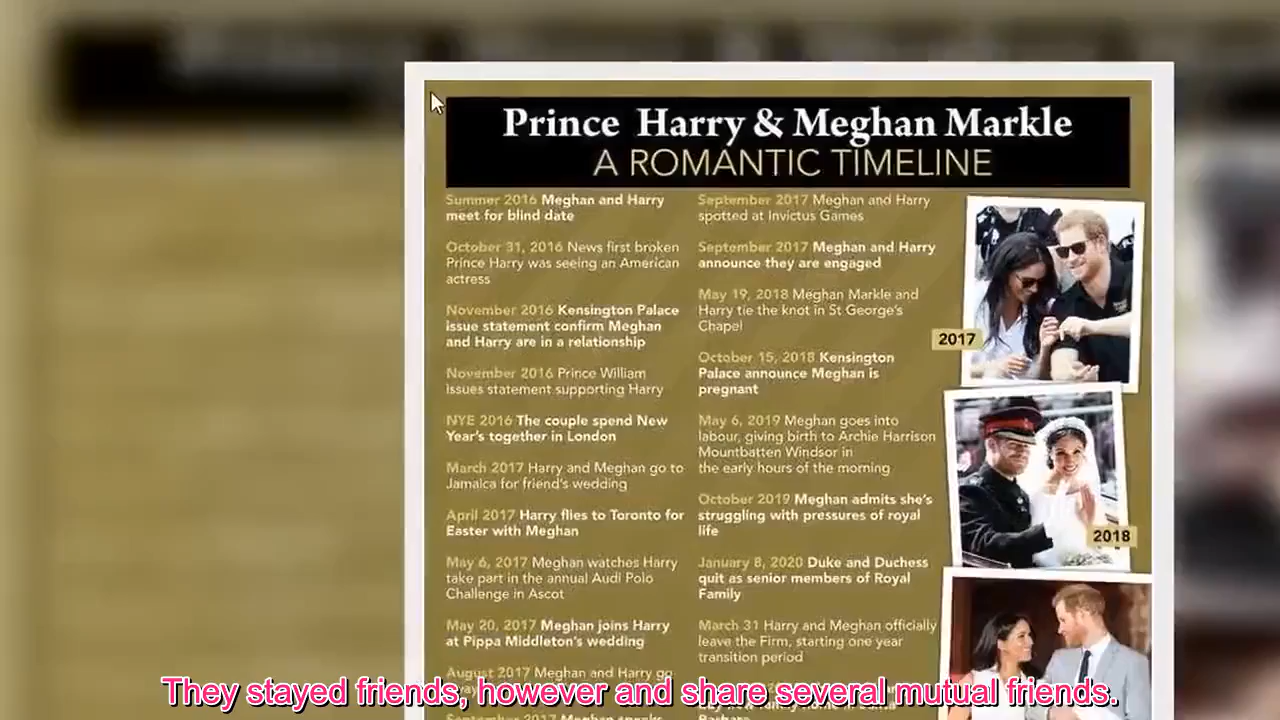 Prince Harry & Meghan Markle
A ROMANTIC TIMELINE
Summer 2016 Meghan and Harry
meet for blind date
October 31, 2016 News first broken
Prince Harry was seeing an American
actress
November 2016 Kensington Palace
issue statement confirm Meghan
and Harry are in a relationship
November 2016 Prince William
issues statement supporting Harry
NYE 2016 The couple spend New
Year's together in London
March 2017 Harry and Meghan go to
Jamaica for friend's wedding
April 2017 Harry flies to Toronto for
Easter with Meghan
May 6, 2017 Meghan watches Harry
take part in the annual Audi Polo
Challenge in Ascot
May 20, 2017 Meghan joins Harry
at Pippa Middleton's wedding
August 2017 Meghan and Harry go
September 2017 Meghan and Harry
spotted at Invictus Games
September 2017 Meghan and Harry
announce they are engaged
May 19, 2018 Meghan Markle and
Harry tie the knot in St George's
Chapel
October 15, 2018 Kensington
Palace announce Meghan is
pregnant
May 6, 2019 Meghan goes into
labour, giving birth to Archie Harrison
Mountbatten Windsor in
the early hours of the morning
October 2019 Meghan admits she's
struggling with pressures of royal
life
January 8, 2020 Duke and Duchess
quit as senior members of Royal
Family
March 31 Harry and Meghan officially
leave the Firm, starting one year
transition period
2017
2018
They stayed friends, however and share several mutual friends.